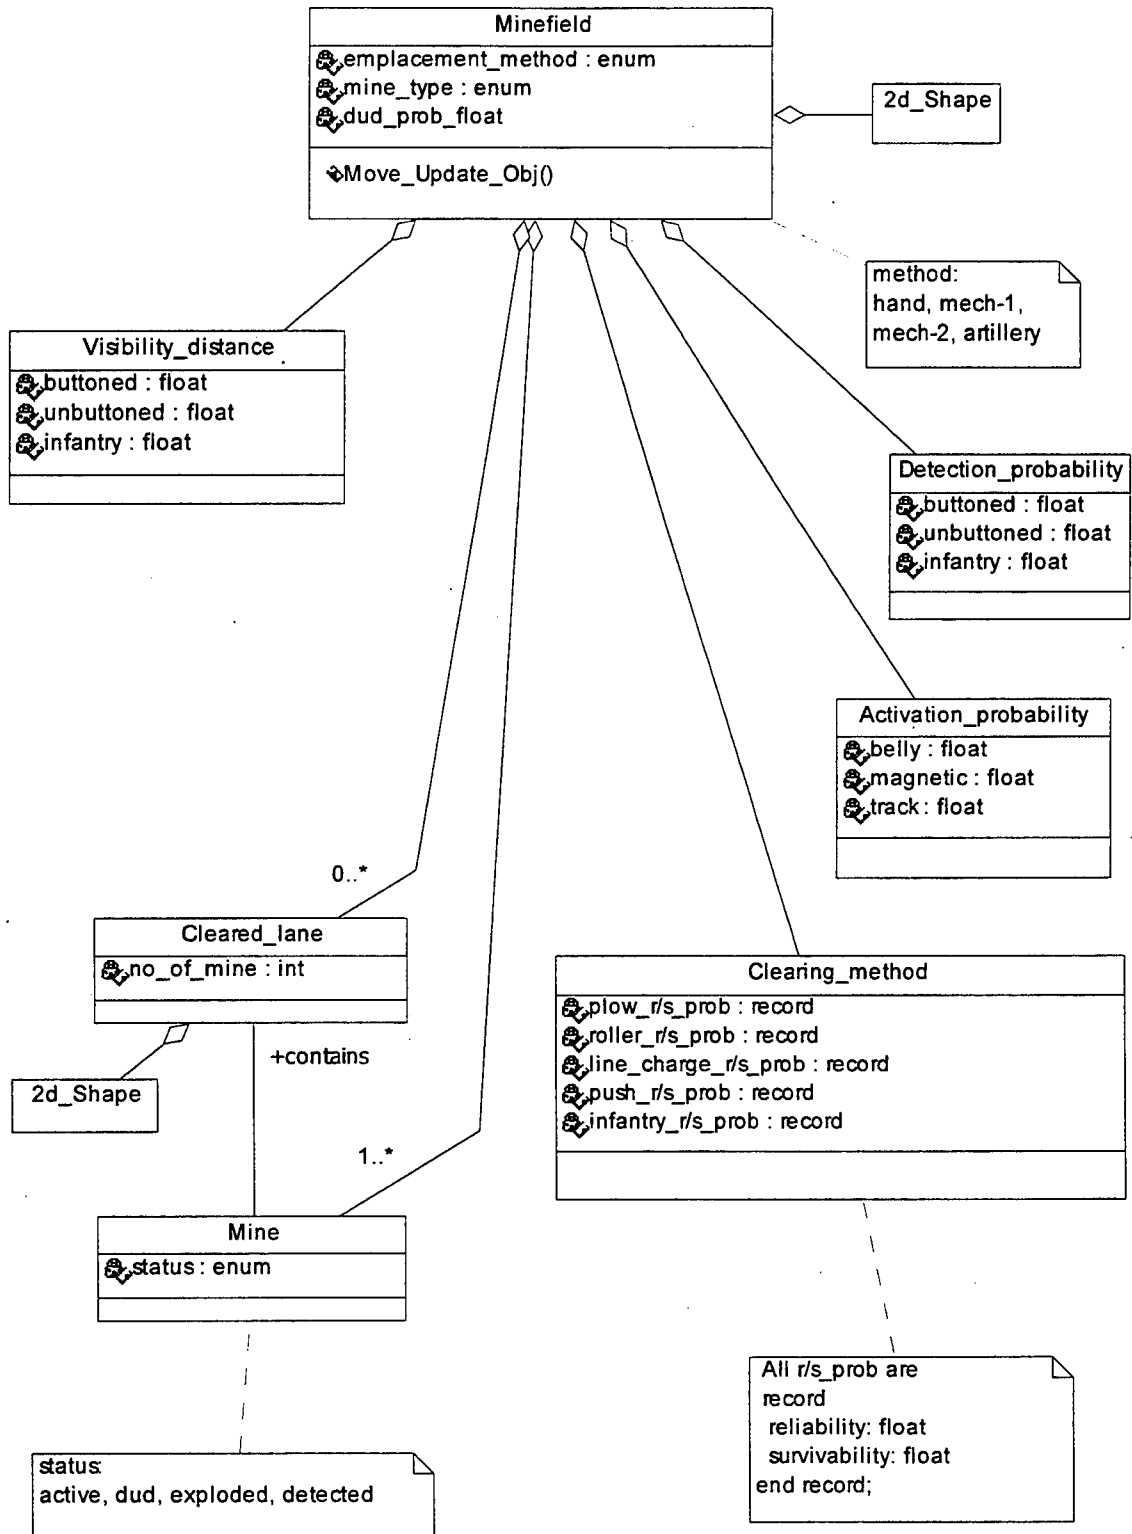 Minefield
emplacement_method : enum
mine_type : enum
dud_prob_float
Move_Update_Obj()
2d_Shape
method:
hand, mech-1,
mech-2, artillery
Visibility_distance
buttoned : float
unbuttoned : float
infantry : float
Detection_probability
buttoned : float
unbuttoned : float
infantry : float
Activation_probability
belly : float
magnetic : float
track : float
0..*
Cleared_lane
no_of_mine : int
+contains
2d_Shape
1..*
Clearing_method
plow_r/s_prob : record
roller_r/s_prob : record
line_charge_r/s_prob : record
push_r/s_prob : record
infantry_r/s_prob : record
Mine
status : enum
status:
active, dud, exploded, detected
All r/s_prob are
record
reliability: float
survivability: float
end record;